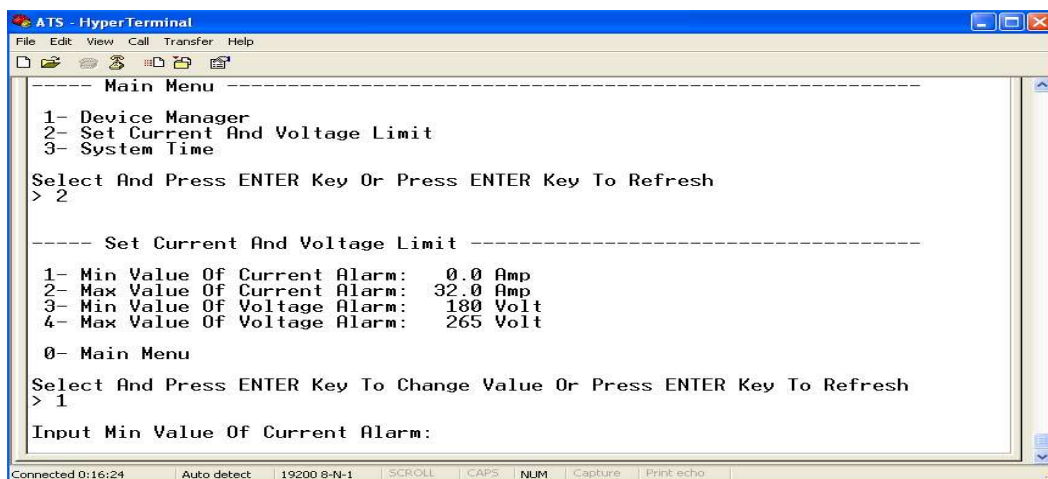 ATS - HyperTerminal
File Edit View Call Transfer Help
----- Main Menu ---------------------------------------------------------
1- Device Manager
2- Set Current And Voltage Limit
3- System Time
Select And Press ENTER Key Or Press ENTER Key To Refresh
> 2
----- Set Current And Voltage Limit -------------------------------------
1- Min Value Of Current Alarm: 0.0 Amp
2- Max Value Of Current Alarm: 32.0 Amp
3- Min Value Of Voltage Alarm: 180 Volt
4- Max Value Of Voltage Alarm: 265 Volt
0- Main Menu
Select And Press ENTER Key To Change Value Or Press ENTER Key To Refresh
> 1
Input Min Value Of Current Alarm:
Connected 0:16:24 Auto detect 19200 8-N-1 SCROLL CAPS NUM Capture Print echo